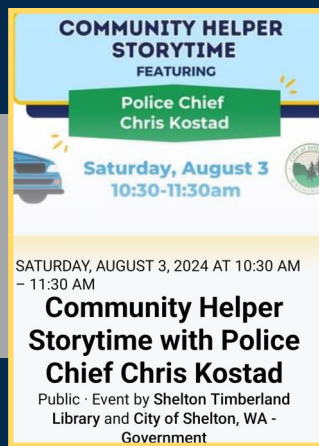 COMMUNITY HELPER
STORYTIME
FEATURING
Police Chief
Chris Kostad
Saturday, August 3
10:30-11:30am
SATURDAY, AUGUST 3, 2024 AT 10:30 AM
– 11:30 AM
Community Helper
Storytime with Police
Chief Chris Kostad
Public · Event by Shelton Timberland
Library and City of Shelton, WA -
Government